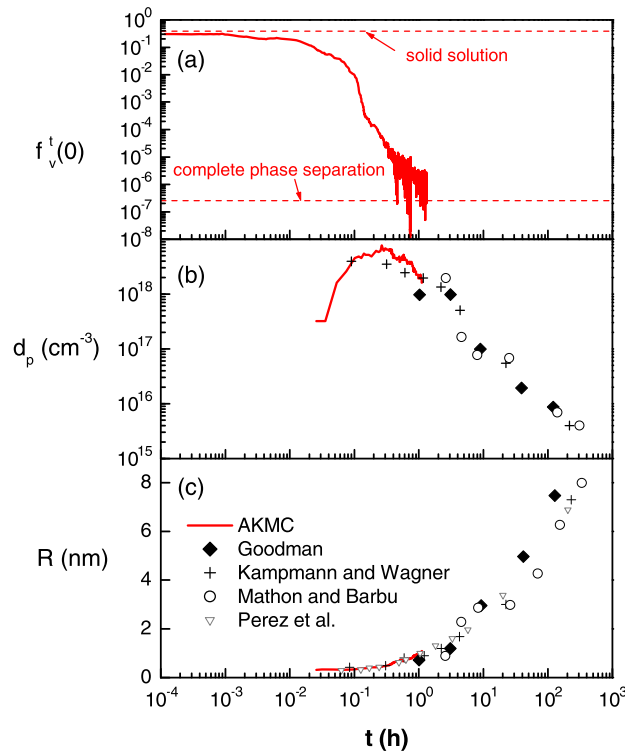 10^0
10^-1
10^-2
10^-3
10^-4
10^-5
10^-6
10^-7
10^-8
(a)
solid solution
complete phase separation
f_v^t(0)
(b)
10^18
10^17
10^16
10^15
d_p (cm^-3)
(c)
8
6
4
2
0
R (nm)
AKMC
Goodman
Kampmann and Wagner
Mathon and Barbu
Perez et al.
10^-4 10^-3 10^-2 10^-1 10^0 10^1 10^2 10^3
t (h)